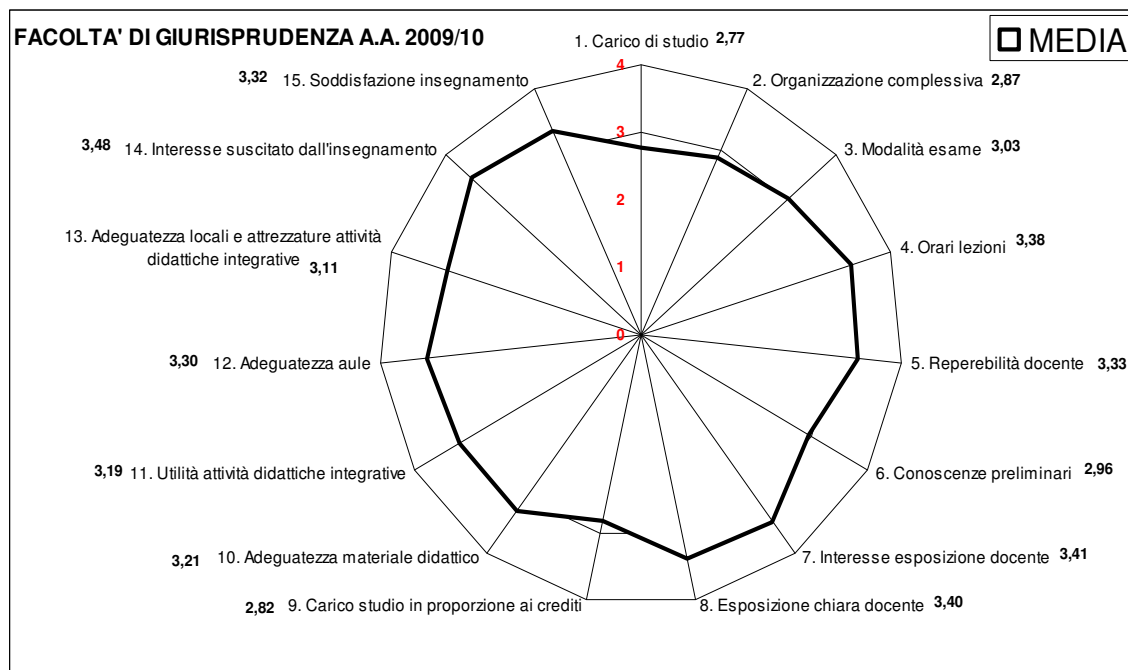 FACOLTA' DI GIURISPRUDENZA A.A. 2009/10
MEDIA
1. Carico di studio 2,77
2. Organizzazione complessiva 2,87
3. Modalità esame 3,03
4. Orari lezioni 3,38
5. Reperebilità docente 3,33
6. Conoscenze preliminari 2,96
7. Interesse esposizione docente 3,41
8. Esposizione chiara docente 3,40
2,82 9. Carico studio in proporzione ai crediti
3,21 10. Adeguatezza materiale didattico
3,19 11. Utilità attività didattiche integrative
3,30 12. Adeguatezza aule
13. Adeguatezza locali e attrezzature attività
didattiche integrative 3,11
3,48 14. Interesse suscitato dall'insegnamento
3,32 15. Soddisfazione insegnamento
4
3
2
1
0